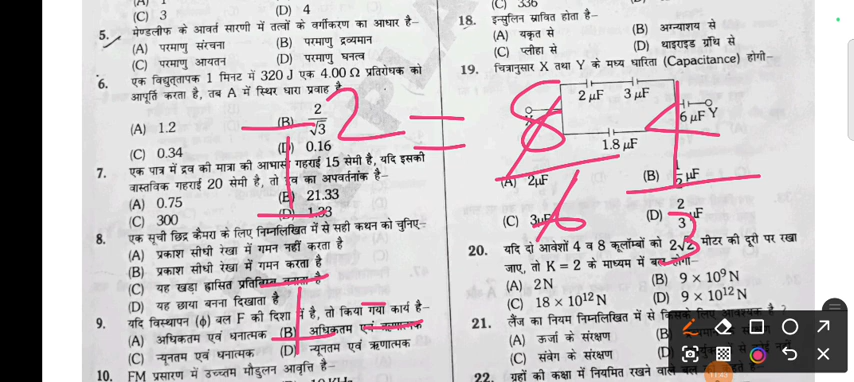 (A) 1
(C) 3
(D) 4
5. मेण्डलीफ के आवर्त सारणी में तत्वों के वर्गीकरण का आधार है–
(A) परमाणु संरचना (B) परमाणु द्रव्यमान
(C) परमाणु आयतन (D) परमाणु घनत्व
6. एक विद्युततापक 1 मिनट में 320 J एक 4.00 Ω प्रतिरोधक को
आपूर्ति करता है, तब A में स्थिर धारा प्रवाह है
(A) 1.2 (B) 2/√3
(C) 0.34 (D) 0.16
7. एक पात्र में द्रव की मात्रा की आभासी गहराई 15 सेमी है, यदि इसकी
वास्तविक गहराई 20 सेमी है, तो द्रव का अपवर्तनांक है–
(A) 0.75 (B) 21.33
(C) 300 (D) 1.33
8. एक सूची छिद्र कैमरा के लिए निम्नलिखित में से सही कथन को चुनिए–
(A) प्रकाश सीधी रेखा में गमन नहीं करता है
(B) प्रकाश सीधी रेखा में गमन करता है
(C) यह खड़ा ह्रासित प्रतिबिम्ब बनाता है
(D) यह छाया बनना दिखाता है
9. यदि विस्थापन (ϕ) बल F की दिशा में है, तो किया गया कार्य है–
(A) अधिकतम एवं धनात्मक (B) अधिकतम एवं ऋणात्मक
(C) न्यूनतम एवं धनात्मक (D) न्यूनतम एवं ऋणात्मक
10. FM प्रसारण में उच्चतम मौडुलन आवृत्ति है–
(C) 336
18. इन्सुलिन स्रावित होता है–
(A) यकृत से (B) अग्न्याशय से
(C) प्लीहा से (D) थाइराइड ग्रंथि से
19. चित्रानुसार X तथा Y के मध्य धारिता (Capacitance) होगी–
2 μF 3 μF
6 μF Y
1.8 μF
(A) 2μF (B) 1/2 μF
(C) 3μF (D) 2/3 μF
20. यदि दो आवेशों 4 व 8 कूलॉम्बों को 2√2 मीटर की दूरी पर रखा
जाए, तो K = 2 के माध्यम में बल होगा–
(A) 2N (B) 9 × 10⁹ N
(C) 18 × 10¹² N (D) 9 × 10¹² N
21. लैंज का नियम निम्नलिखित में से किसके लिए आवश्यक है ?
(A) ऊर्जा के संरक्षण
(C) संवेग के संरक्षण
22. ग्रहों की कक्षा में नियमित रखने वाले बल